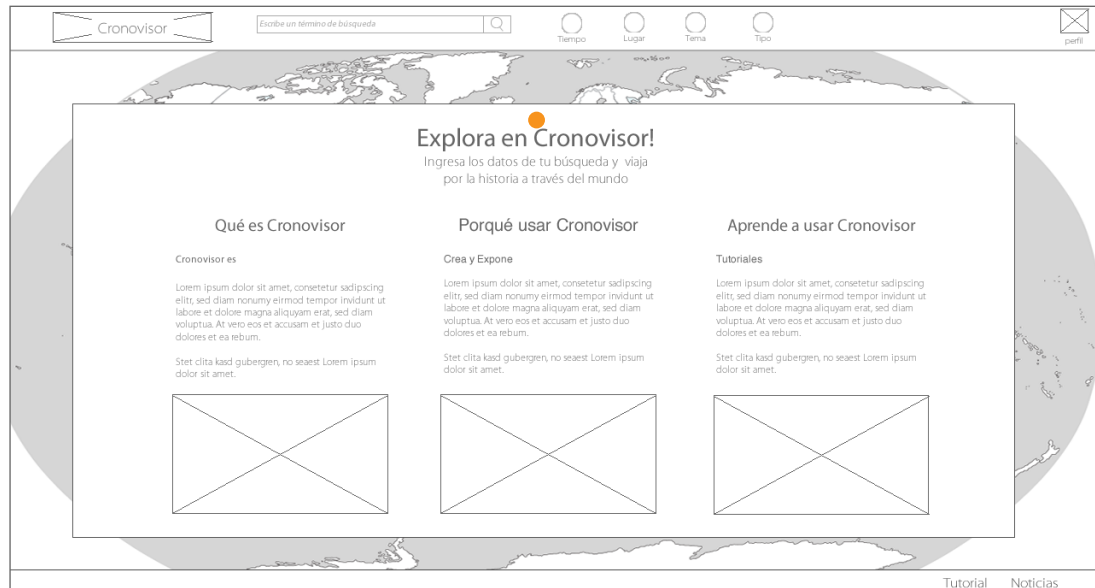 Cronovisor
Escribe un término de búsqueda
Tiempo
Lugar
Tema
Tipo
perfil
Explora en Cronovisor!
Ingresa los datos de tu búsqueda y viaja
por la historia a través del mundo
Qué es Cronovisor
Cronovisor es
Lorem ipsum dolor sit amet, consetetur sadipscing
elitr, sed diam nonumy eirmod tempor invidunt ut
labore et dolore magna aliquyam erat, sed diam
voluptua. At vero eos et accusam et justo duo
dolores et ea rebum.
Stet clita kasd gubergren, no seaest Lorem ipsum
dolor sit amet.
Porqué usar Cronovisor
Crea y Expone
Lorem ipsum dolor sit amet, consetetur sadipscing
elitr, sed diam nonumy eirmod tempor invidunt ut
labore et dolore magna aliquyam erat, sed diam
voluptua. At vero eos et accusam et justo duo
dolores et ea rebum.
Stet clita kasd gubergren, no seaest Lorem ipsum
dolor sit amet.
Aprende a usar Cronovisor
Tutoriales
Lorem ipsum dolor sit amet, consetetur sadipscing
elitr, sed diam nonumy eirmod tempor invidunt ut
labore et dolore magna aliquyam erat, sed diam
voluptua. At vero eos et accusam et justo duo
dolores et ea rebum.
Stet clita kasd gubergren, no seaest Lorem ipsum
dolor sit amet.
Tutorial
Noticias